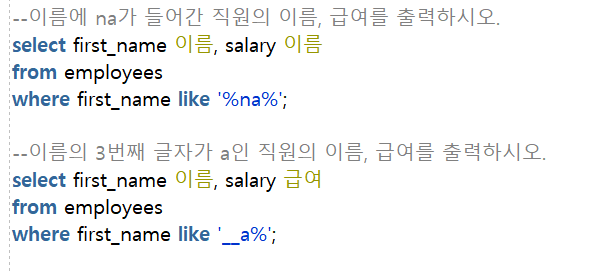 --이름에 na가 들어간 직원의 이름, 급여를 출력하시오.
select first_name 이름, salary 이름
from employees
where first_name like '%na%';
--이름의 3번째 글자가 a인 직원의 이름, 급여를 출력하시오.
select first_name 이름, salary 급여
from employees
where first_name like '__a%';